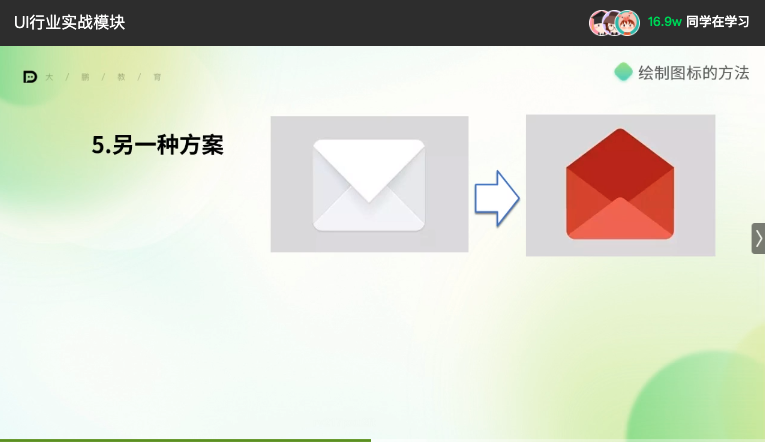 UI行业实战模块
16.9w 同学在学习
大 / 鹏 / 教 / 育
绘制图标的方法
5.另一种方案